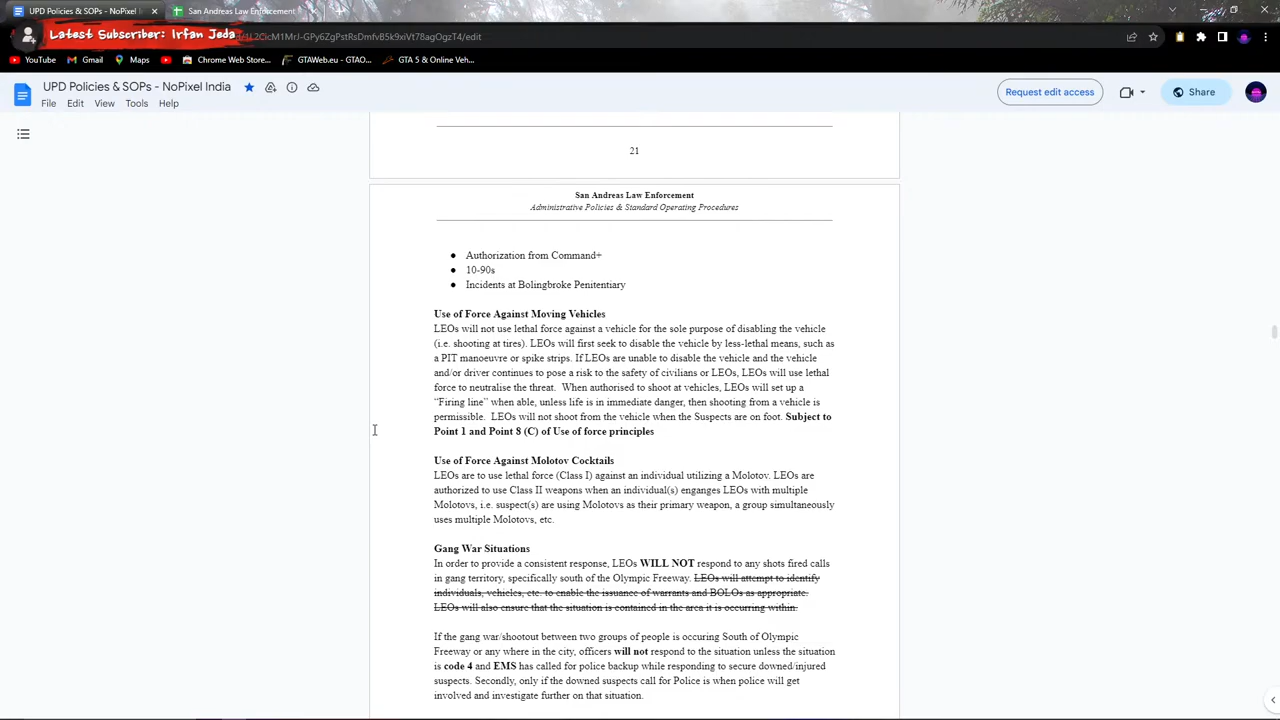 UPD Policies & SOPs - NoPixel I
San Andreas Law Enforcement
Latest Subscriber: Irfan Jeda
1L2CicM1MrJ-GPy6ZgPstRsDmfvB5k9xiVt78agOgzT4/edit
YouTube Gmail Maps Chrome Web Store... GTAWeb.eu - GTAO... GTA 5 & Online Veh...
UPD Policies & SOPs - NoPixel India
Request edit access
Share
File Edit View Tools Help
21
San Andreas Law Enforcement
Administrative Policies & Standard Operating Procedures
● Authorization from Command+
● 10-90s
● Incidents at Bolingbroke Penitentiary
Use of Force Against Moving Vehicles
LEOs will not use lethal force against a vehicle for the sole purpose of disabling the vehicle
(i.e. shooting at tires). LEOs will first seek to disable the vehicle by less-lethal means, such as
a PIT manoeuvre or spike strips. If LEOs are unable to disable the vehicle and the vehicle
and/or driver continues to pose a risk to the safety of civilians or LEOs, LEOs will use lethal
force to neutralise the threat. When authorised to shoot at vehicles, LEOs will set up a
“Firing line” when able, unless life is in immediate danger, then shooting from a vehicle is
permissible. LEOs will not shoot from the vehicle when the Suspects are on foot. Subject to
Point 1 and Point 8 (C) of Use of force principles
Use of Force Against Molotov Cocktails
LEOs are to use lethal force (Class I) against an individual utilizing a Molotov. LEOs are
authorized to use Class II weapons when an individual(s) enganges LEOs with multiple
Molotovs, i.e. suspect(s) are using Molotovs as their primary weapon, a group simultaneously
uses multiple Molotovs, etc.
Gang War Situations
In order to provide a consistent response, LEOs WILL NOT respond to any shots fired calls
in gang territory, specifically south of the Olympic Freeway. LEOs will attempt to identify
individuals, vehicles, etc. to enable the issuance of warrants and BOLOs as appropriate.
LEOs will also ensure that the situation is contained in the area it is occurring within.
If the gang war/shootout between two groups of people is occuring South of Olympic
Freeway or any where in the city, officers will not respond to the situation unless the situation
is code 4 and EMS has called for police backup while responding to secure downed/injured
suspects. Secondly, only if the downed suspects call for Police is when police will get
involved and investigate further on that situation.